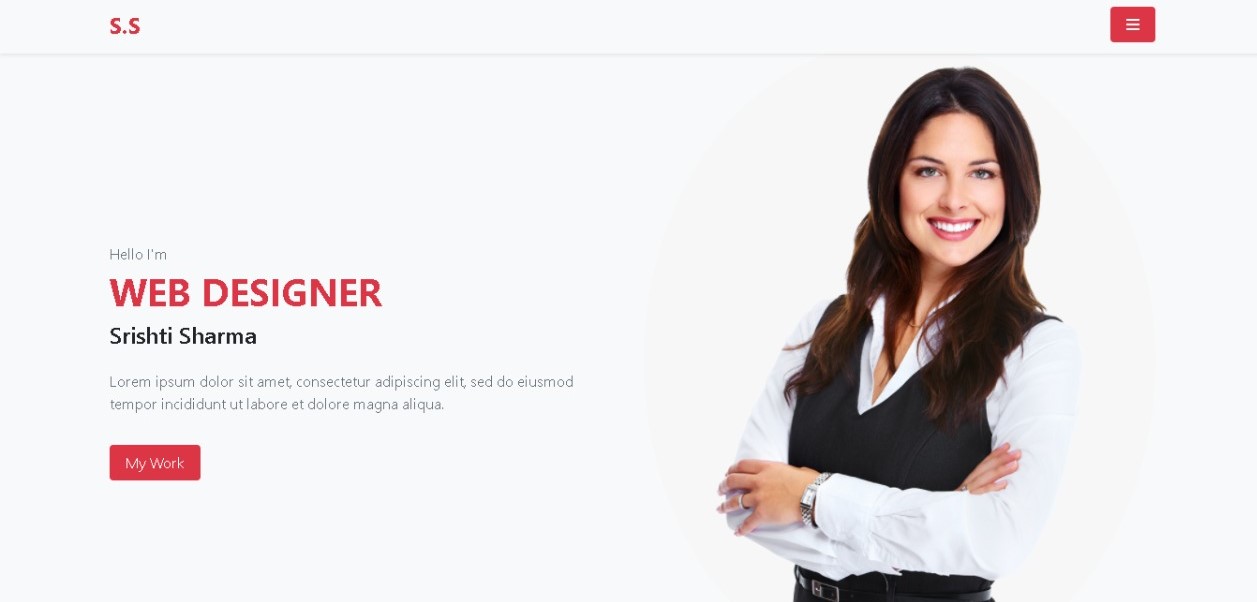 S.S
Hello I'm
WEB DESIGNER
Srishti Sharma
Lorem ipsum dolor sit amet, consectetur adipiscing elit, sed do eiusmod
tempor incididunt ut labore et dolore magna aliqua.
My Work